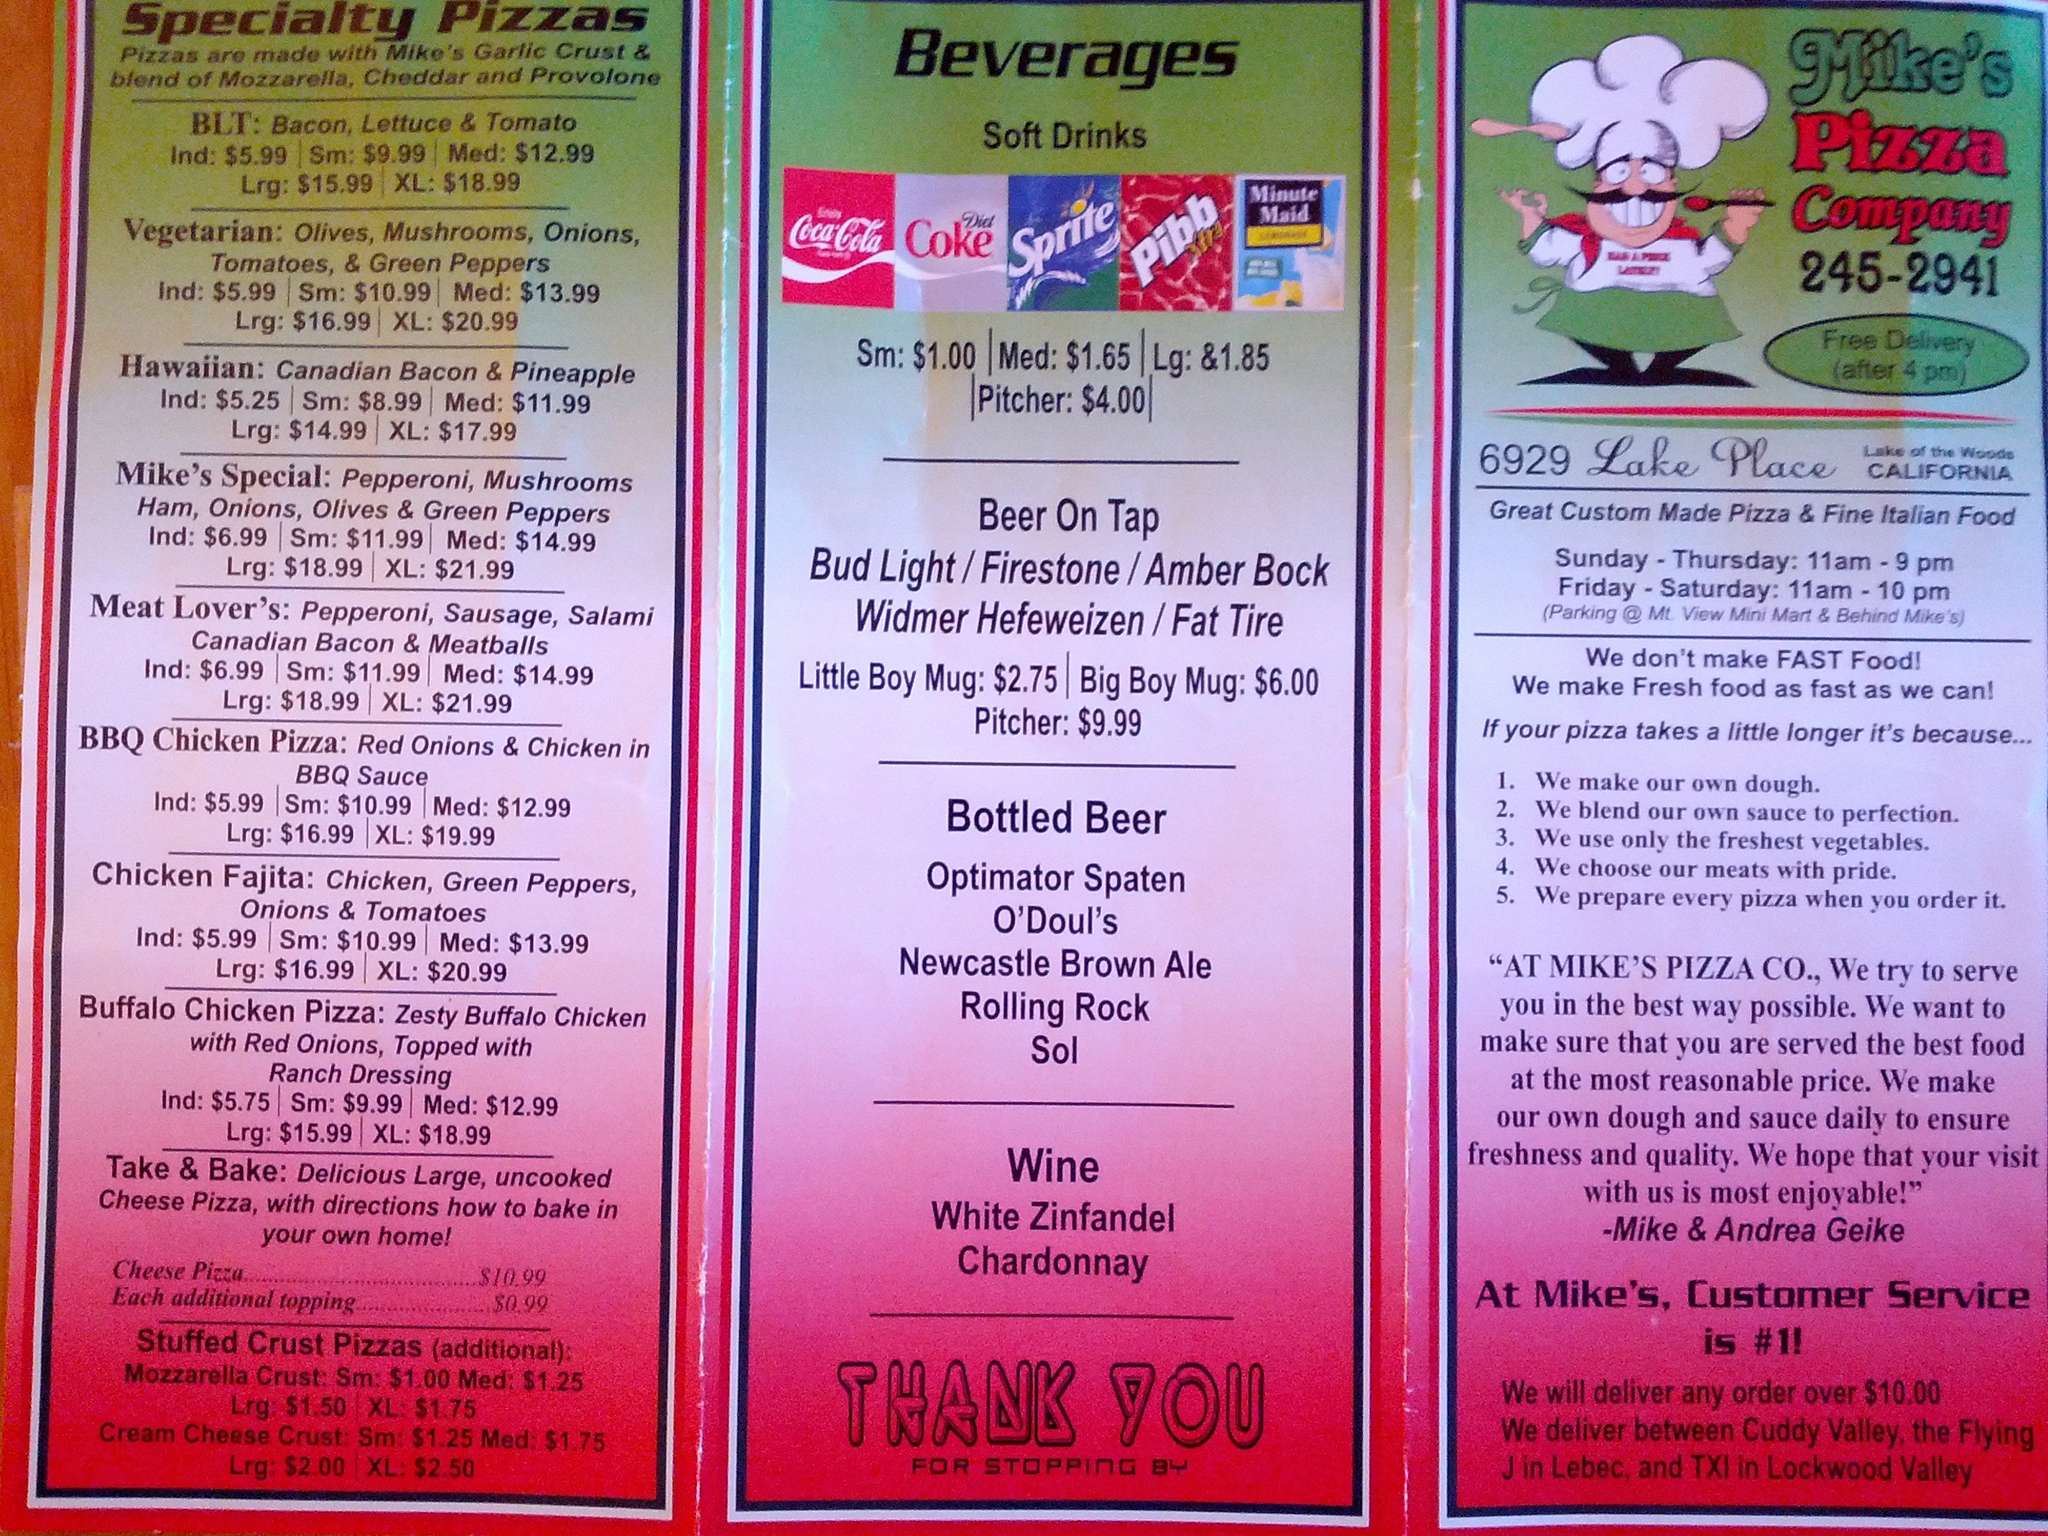 Specialty Pizzas
Pizzas are made with Mike's Garlic Crust &
blend of Mozzarella, Cheddar and Provolone
BLT: Bacon, Lettuce & Tomato
Ind: $5.99 | Sm: $9.99 | Med: $12.99
Lrg: $15.99 | XL: $18.99
Vegetarian: Olives, Mushrooms, Onions,
Tomatoes, & Green Peppers
Ind: $5.99 | Sm: $10.99 | Med: $13.99
Lrg: $16.99 | XL: $20.99
Hawaiian: Canadian Bacon & Pineapple
Ind: $5.25 | Sm: $8.99 | Med: $11.99
Lrg: $14.99 | XL: $17.99
Mike's Special: Pepperoni, Mushrooms
Ham, Onions, Olives & Green Peppers
Ind: $6.99 | Sm: $11.99 | Med: $14.99
Lrg: $18.99 | XL: $21.99
Meat Lover's: Pepperoni, Sausage, Salami
Canadian Bacon & Meatballs
Ind: $6.99 | Sm: $11.99 | Med: $14.99
Lrg: $18.99 | XL: $21.99
BBQ Chicken Pizza: Red Onions & Chicken in
BBQ Sauce
Ind: $5.99 | Sm: $10.99 | Med: $12.99
Lrg: $16.99 | XL: $19.99
Chicken Fajita: Chicken, Green Peppers,
Onions & Tomatoes
Ind: $5.99 | Sm: $10.99 | Med: $13.99
Lrg: $16.99 | XL: $20.99
Buffalo Chicken Pizza: Zesty Buffalo Chicken
with Red Onions, Topped with
Ranch Dressing
Ind: $5.75 | Sm: $9.99 | Med: $12.99
Lrg: $15.99 | XL: $18.99
Take & Bake: Delicious Large, uncooked
Cheese Pizza, with directions how to bake in
your own home!
Cheese Pizza....................................$10.99
Each additional topping.....................$0.99
Stuffed Crust Pizzas (additional):
Mozzarella Crust: Sm: $1.00 Med: $1.25
Lrg: $1.50 | XL: $1.75
Cream Cheese Crust: Sm: $1.25 Med: $1.75
Lrg: $2.00 | XL: $2.50
Beverages
Soft Drinks
Enjoy
Coca-Cola
Diet
Coke
Sprite
Pibb
Xtra
Minute
Maid
LEMONADE
Sm: $1.00 | Med: $1.65 | Lg: &1.85
|Pitcher: $4.00|
Beer On Tap
Bud Light / Firestone / Amber Bock
Widmer Hefeweizen / Fat Tire
Little Boy Mug: $2.75 | Big Boy Mug: $6.00
Pitcher: $9.99
Bottled Beer
Optimator Spaten
O'Doul's
Newcastle Brown Ale
Rolling Rock
Sol
Wine
White Zinfandel
Chardonnay
THANK YOU
FOR STOPPING BY
Mike's
Pizza
Company
245-2941
HAD A PIECE
LATELY?
Free Delivery
(after 4 pm)
6929 Lake Place
Lake of the Woods
CALIFORNIA
Great Custom Made Pizza & Fine Italian Food
Sunday - Thursday: 11am - 9 pm
Friday - Saturday: 11am - 10 pm
(Parking @ Mt. View Mini Mart & Behind Mike's)
We don't make FAST Food!
We make Fresh food as fast as we can!
If your pizza takes a little longer it's because...
1. We make our own dough.
2. We blend our own sauce to perfection.
3. We use only the freshest vegetables.
4. We choose our meats with pride.
5. We prepare every pizza when you order it.
"AT MIKE'S PIZZA CO., We try to serve
you in the best way possible. We want to
make sure that you are served the best food
at the most reasonable price. We make
our own dough and sauce daily to ensure
freshness and quality. We hope that your visit
with us is most enjoyable!"
-Mike & Andrea Geike
At Mike's, Customer Service
is #1!
We will deliver any order over $10.00
We deliver between Cuddy Valley, the Flying
J in Lebec, and TXI in Lockwood Valley